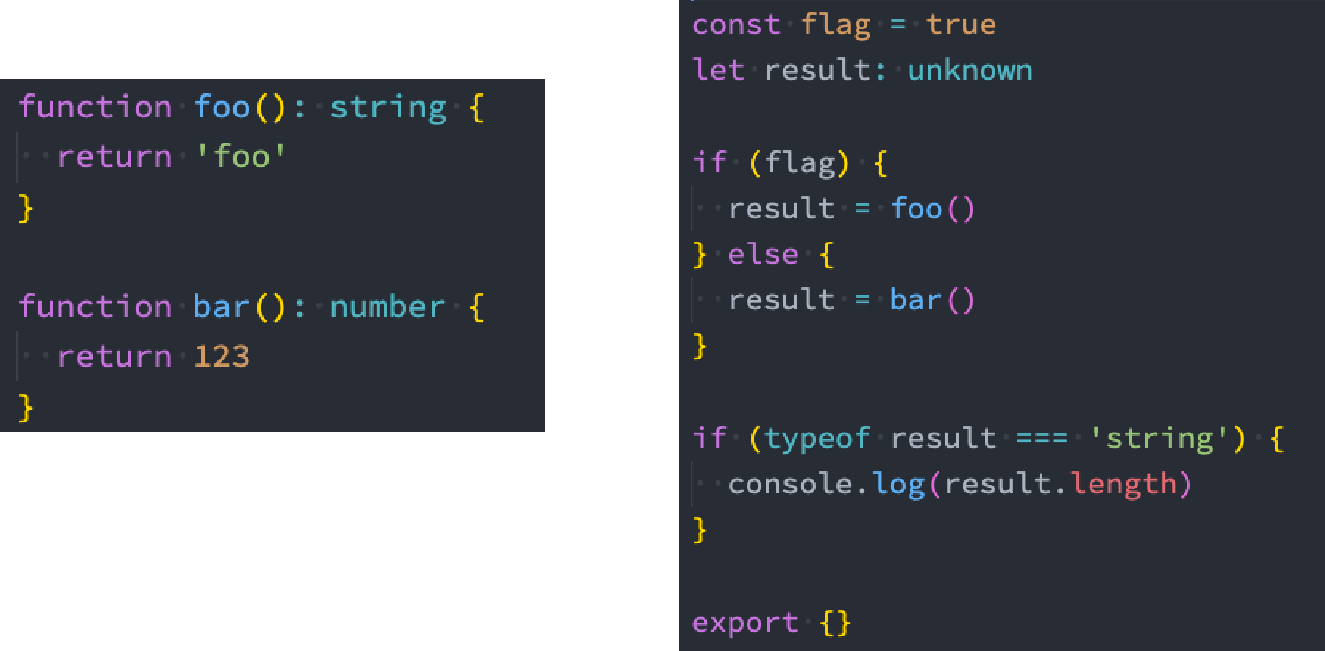 function foo(): string {
  return 'foo'
}
function bar(): number {
  return 123
}
const flag = true
let result: unknown
if (flag) {
  result = foo()
} else {
  result = bar()
}
if (typeof result === 'string') {
  console.log(result.length)
}
export {}